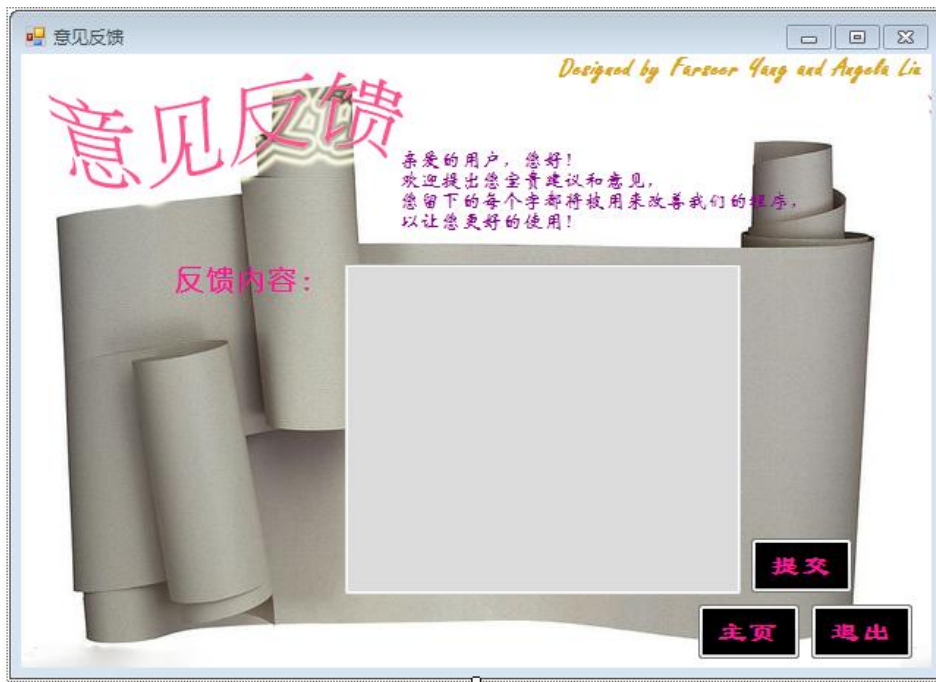 意见反馈
Designed by Farseer Yang and Angela Liu
意见反馈
亲爱的用户，您好！
欢迎提出您宝贵建议和意见，
您留下的每个字都将被用来改善我们的程序，
以让您更好的使用！
反馈内容：
提交
主页
退出